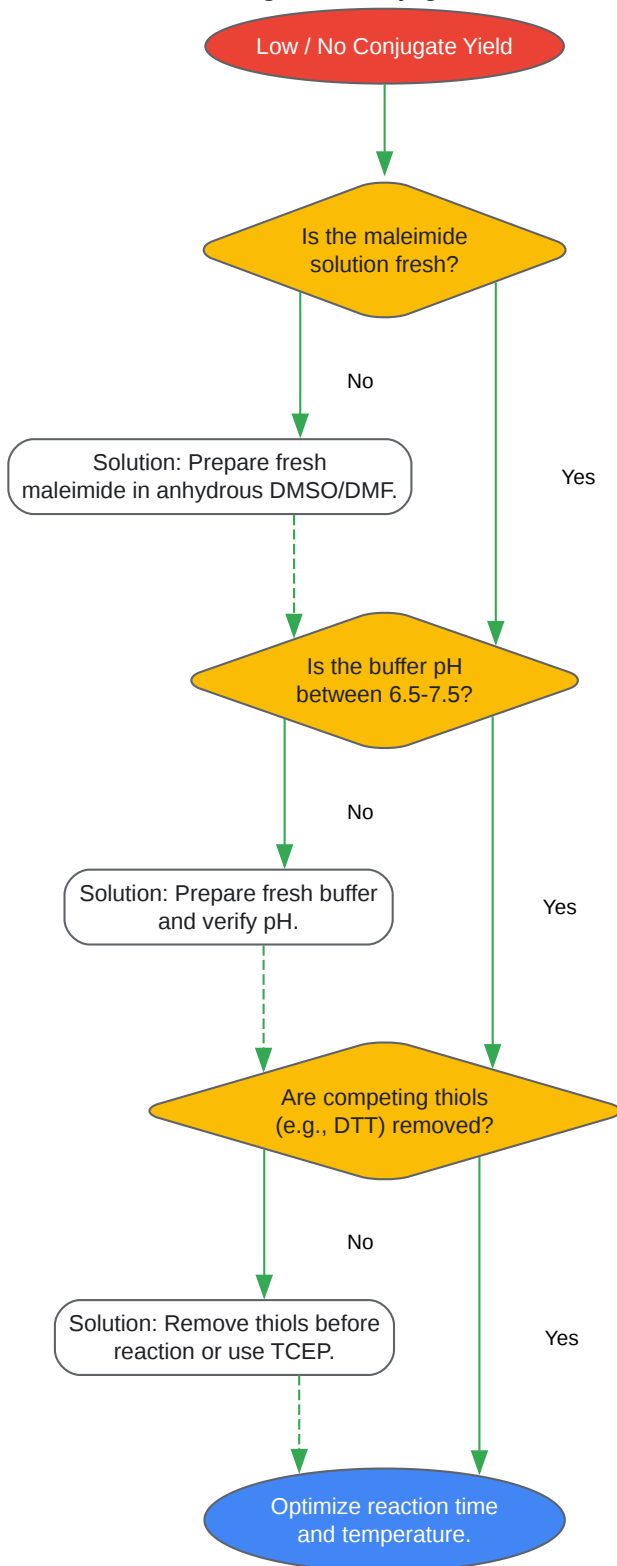 Low / No Conjugate Yield
Is the maleimide
solution fresh?
No
Solution: Prepare fresh
maleimide in anhydrous DMSO/DMF.
Yes
Is the buffer pH
between 6.5-7.5?
No
Solution: Prepare fresh buffer
and verify pH.
Yes
Are competing thiols
(e.g., DTT) removed?
No
Solution: Remove thiols before
reaction or use TCEP.
Yes
Optimize reaction time
and temperature.